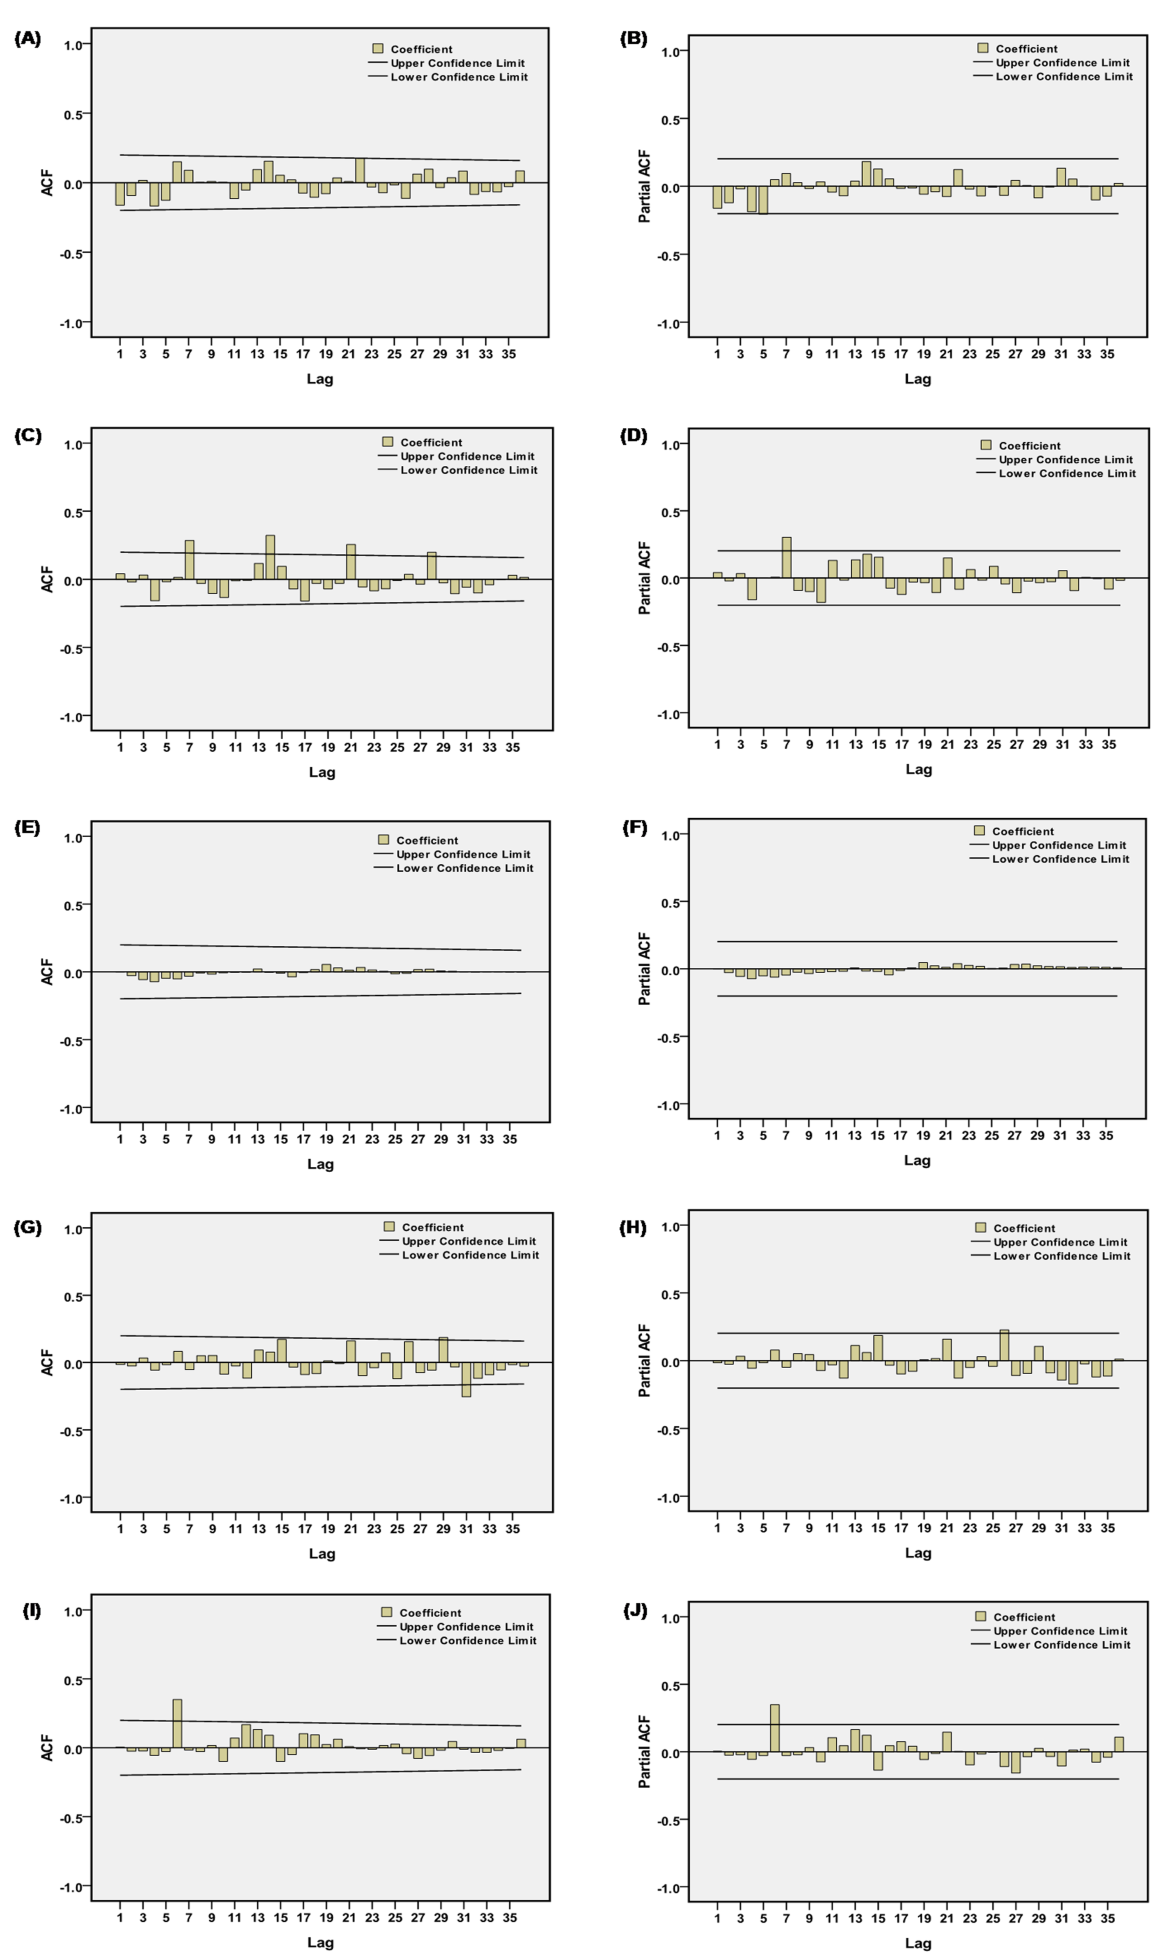 (A)
Coefficient
Upper Confidence Limit
Lower Confidence Limit
1.0
0.5
0.0
-0.5
-1.0
ACF
1 3 5 7 9 11 13 15 17 19 21 23 25 27 29 31 33 35
Lag
(B)
Coefficient
Upper Confidence Limit
Lower Confidence Limit
1.0
0.5
0.0
-0.5
-1.0
Partial ACF
1 3 5 7 9 11 13 15 17 19 21 23 25 27 29 31 33 35
Lag
(C)
Coefficient
Upper Confidence Limit
Lower Confidence Limit
1.0
0.5
0.0
-0.5
-1.0
ACF
1 3 5 7 9 11 13 15 17 19 21 23 25 27 29 31 33 35
Lag
(D)
Coefficient
Upper Confidence Limit
Lower Confidence Limit
1.0
0.5
0.0
-0.5
-1.0
Partial ACF
1 3 5 7 9 11 13 15 17 19 21 23 25 27 29 31 33 35
Lag
(E)
Coefficient
Upper Confidence Limit
Lower Confidence Limit
1.0
0.5
0.0
-0.5
-1.0
ACF
1 3 5 7 9 11 13 15 17 19 21 23 25 27 29 31 33 35
Lag
(F)
Coefficient
Upper Confidence Limit
Lower Confidence Limit
1.0
0.5
0.0
-0.5
-1.0
Partial ACF
1 3 5 7 9 11 13 15 17 19 21 23 25 27 29 31 33 35
Lag
(G)
Coefficient
Upper Confidence Limit
Lower Confidence Limit
1.0
0.5
0.0
-0.5
-1.0
ACF
1 3 5 7 9 11 13 15 17 19 21 23 25 27 29 31 33 35
Lag
(H)
Coefficient
Upper Confidence Limit
Lower Confidence Limit
1.0
0.5
0.0
-0.5
-1.0
Partial ACF
1 3 5 7 9 11 13 15 17 19 21 23 25 27 29 31 33 35
Lag
(I)
Coefficient
Upper Confidence Limit
Lower Confidence Limit
1.0
0.5
0.0
-0.5
-1.0
ACF
1 3 5 7 9 11 13 15 17 19 21 23 25 27 29 31 33 35
Lag
(J)
Coefficient
Upper Confidence Limit
Lower Confidence Limit
1.0
0.5
0.0
-0.5
-1.0
Partial ACF
1 3 5 7 9 11 13 15 17 19 21 23 25 27 29 31 33 35
Lag